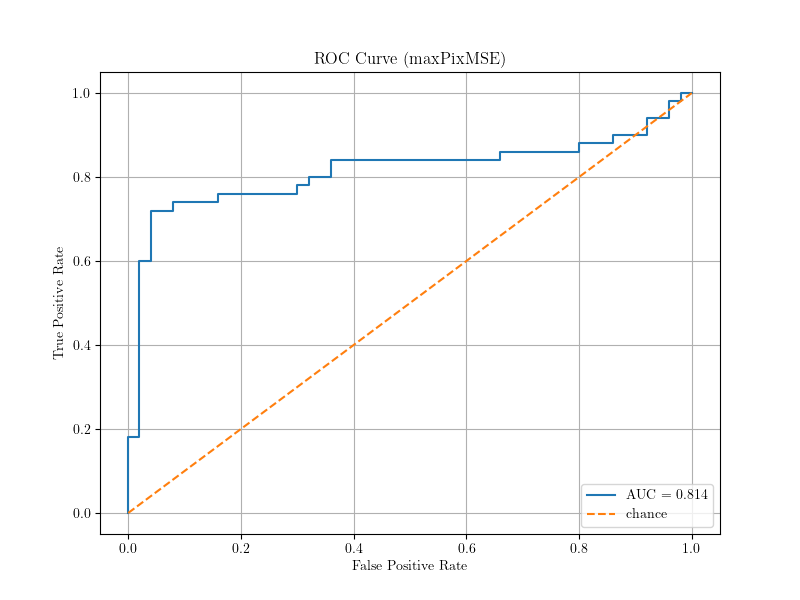 ROC Curve (maxPixMSE)
1.0
0.8
0.6
0.4
0.2
0.0
True Positive Rate
AUC = 0.814
chance
0.0 0.2 0.4 0.6 0.8 1.0
False Positive Rate